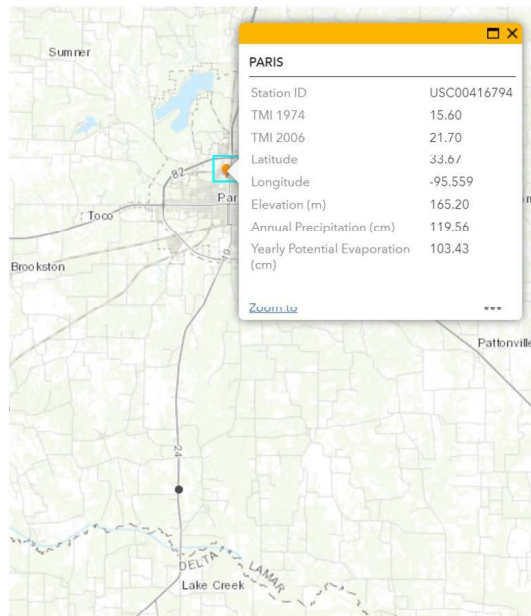 Sumner
PARIS
Station ID USC00416794
TMI 1974 15.60
TMI 2006 21.70
Latitude 33.67
Longitude -95.559
Elevation (m) 165.20
Annual Precipitation (cm) 119.56
Yearly Potential Evaporation 103.43
(cm)
Zoom to
82
Par
Toco
19
Brookston
Pattonville
24
DELTA
LAMAR
Lake Creek